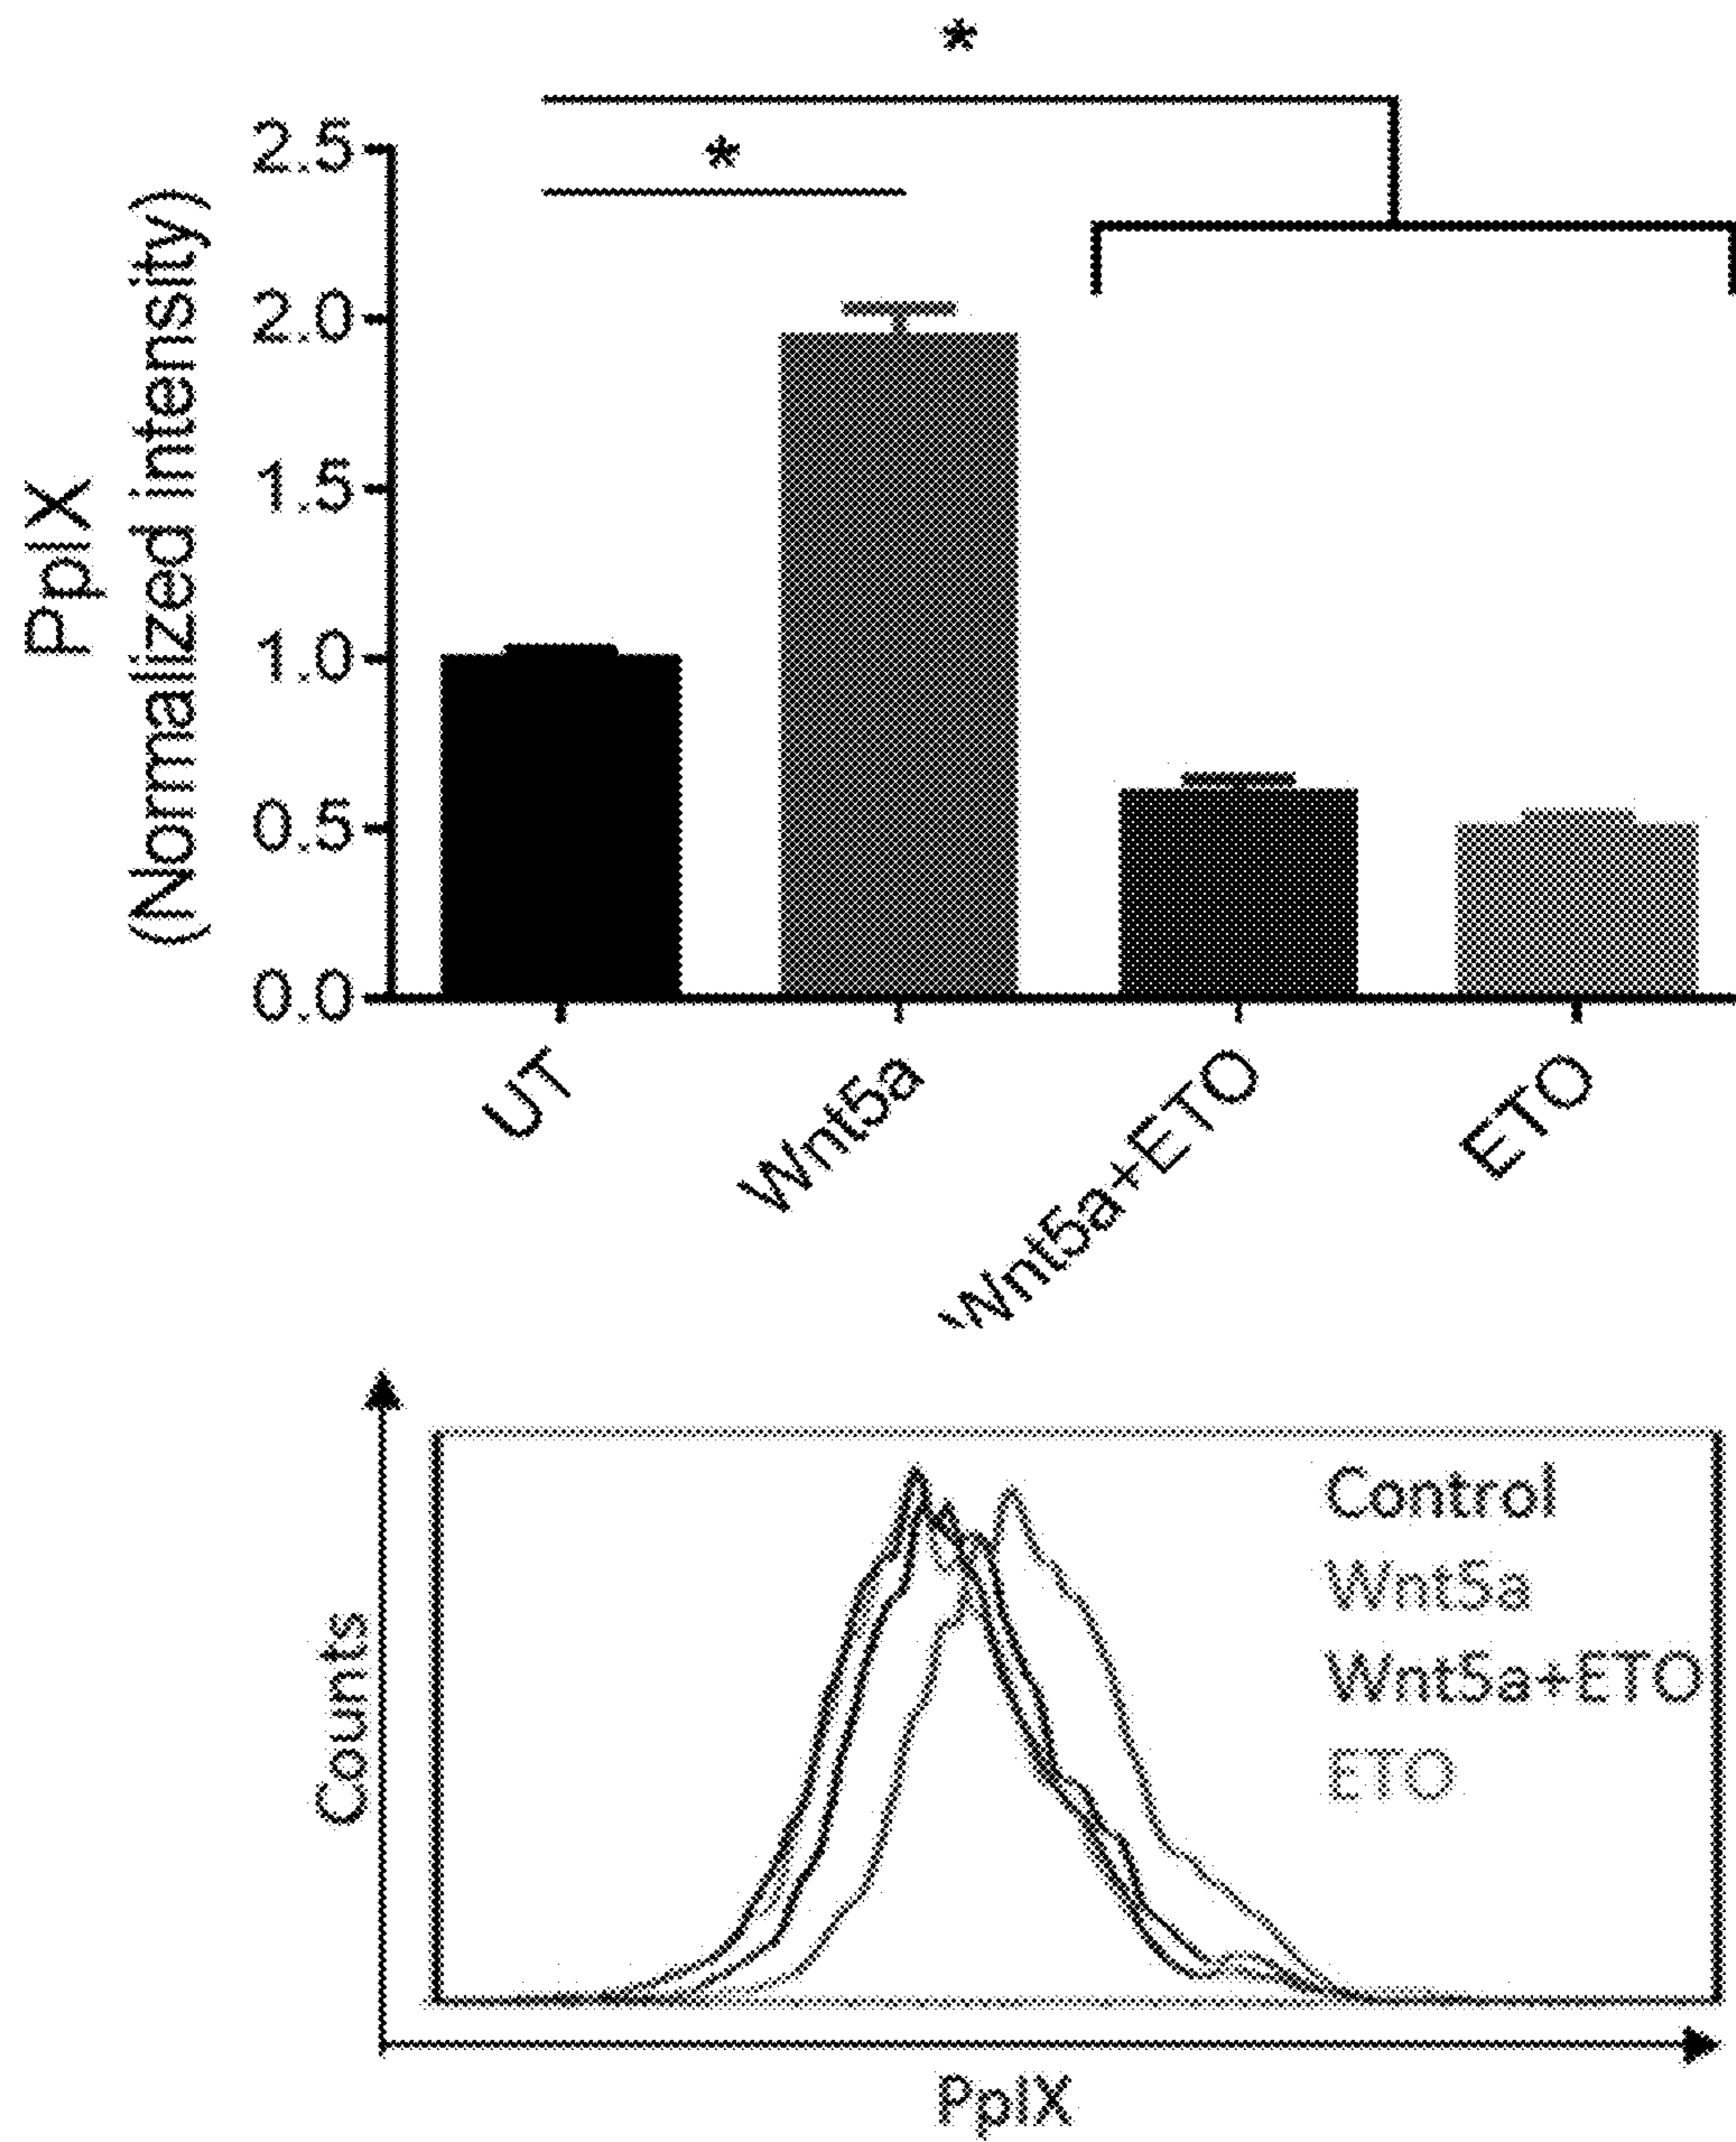 *
*
2.5
2.0
1.5
1.0
0.5
0.0
PpIX
(Normalized intensity)
UT
Wnt5a
Wnt5a+ETO
ETO
Control
Wnt5a
Wnt5a+ETO
ETO
Counts
PpIX